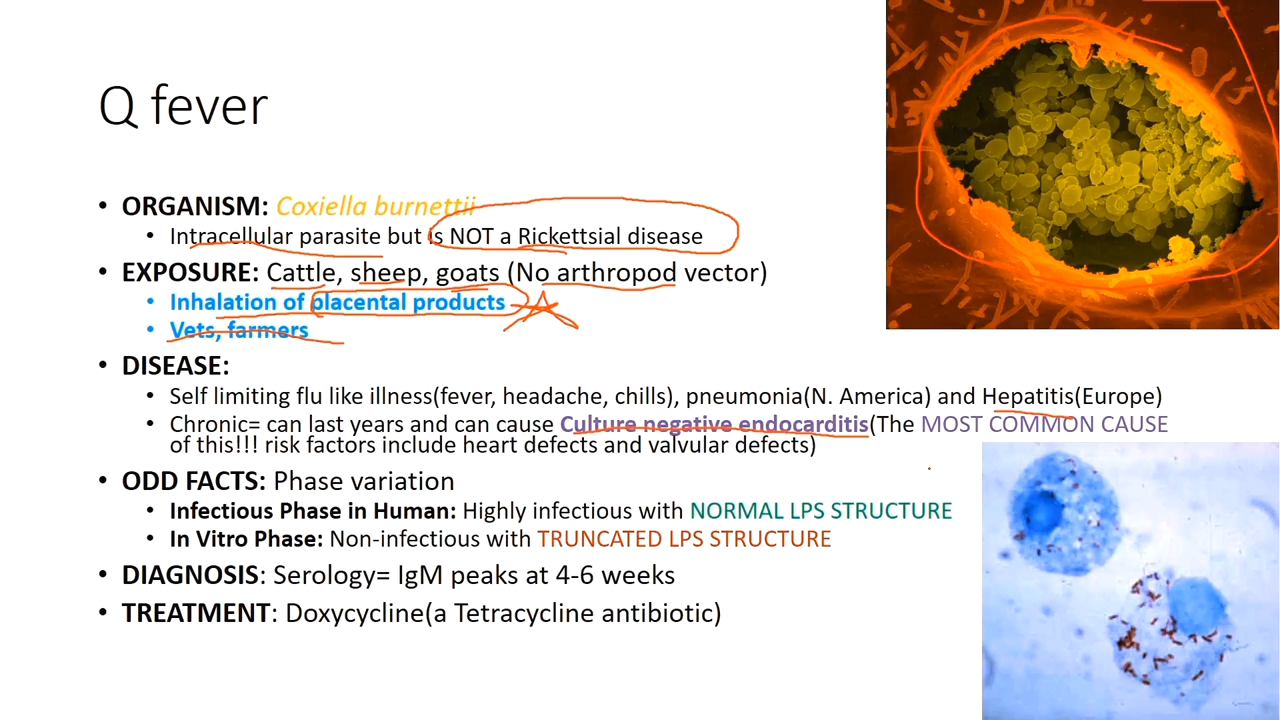 Q fever
• ORGANISM: Coxiella burnettii
• Intracellular parasite but is NOT a Rickettsial disease
• EXPOSURE: Cattle, sheep, goats (No arthropod vector)
• Inhalation of placental products
• Vets, farmers
• DISEASE:
• Self limiting flu like illness(fever, headache, chills), pneumonia(N. America) and Hepatitis(Europe)
• Chronic= can last years and can cause Culture negative endocarditis(The MOST COMMON CAUSE
of this!!! risk factors include heart defects and valvular defects)
• ODD FACTS: Phase variation
• Infectious Phase in Human: Highly infectious with NORMAL LPS STRUCTURE
• In Vitro Phase: Non-infectious with TRUNCATED LPS STRUCTURE
• DIAGNOSIS: Serology= IgM peaks at 4-6 weeks
• TREATMENT: Doxycycline(a Tetracycline antibiotic)